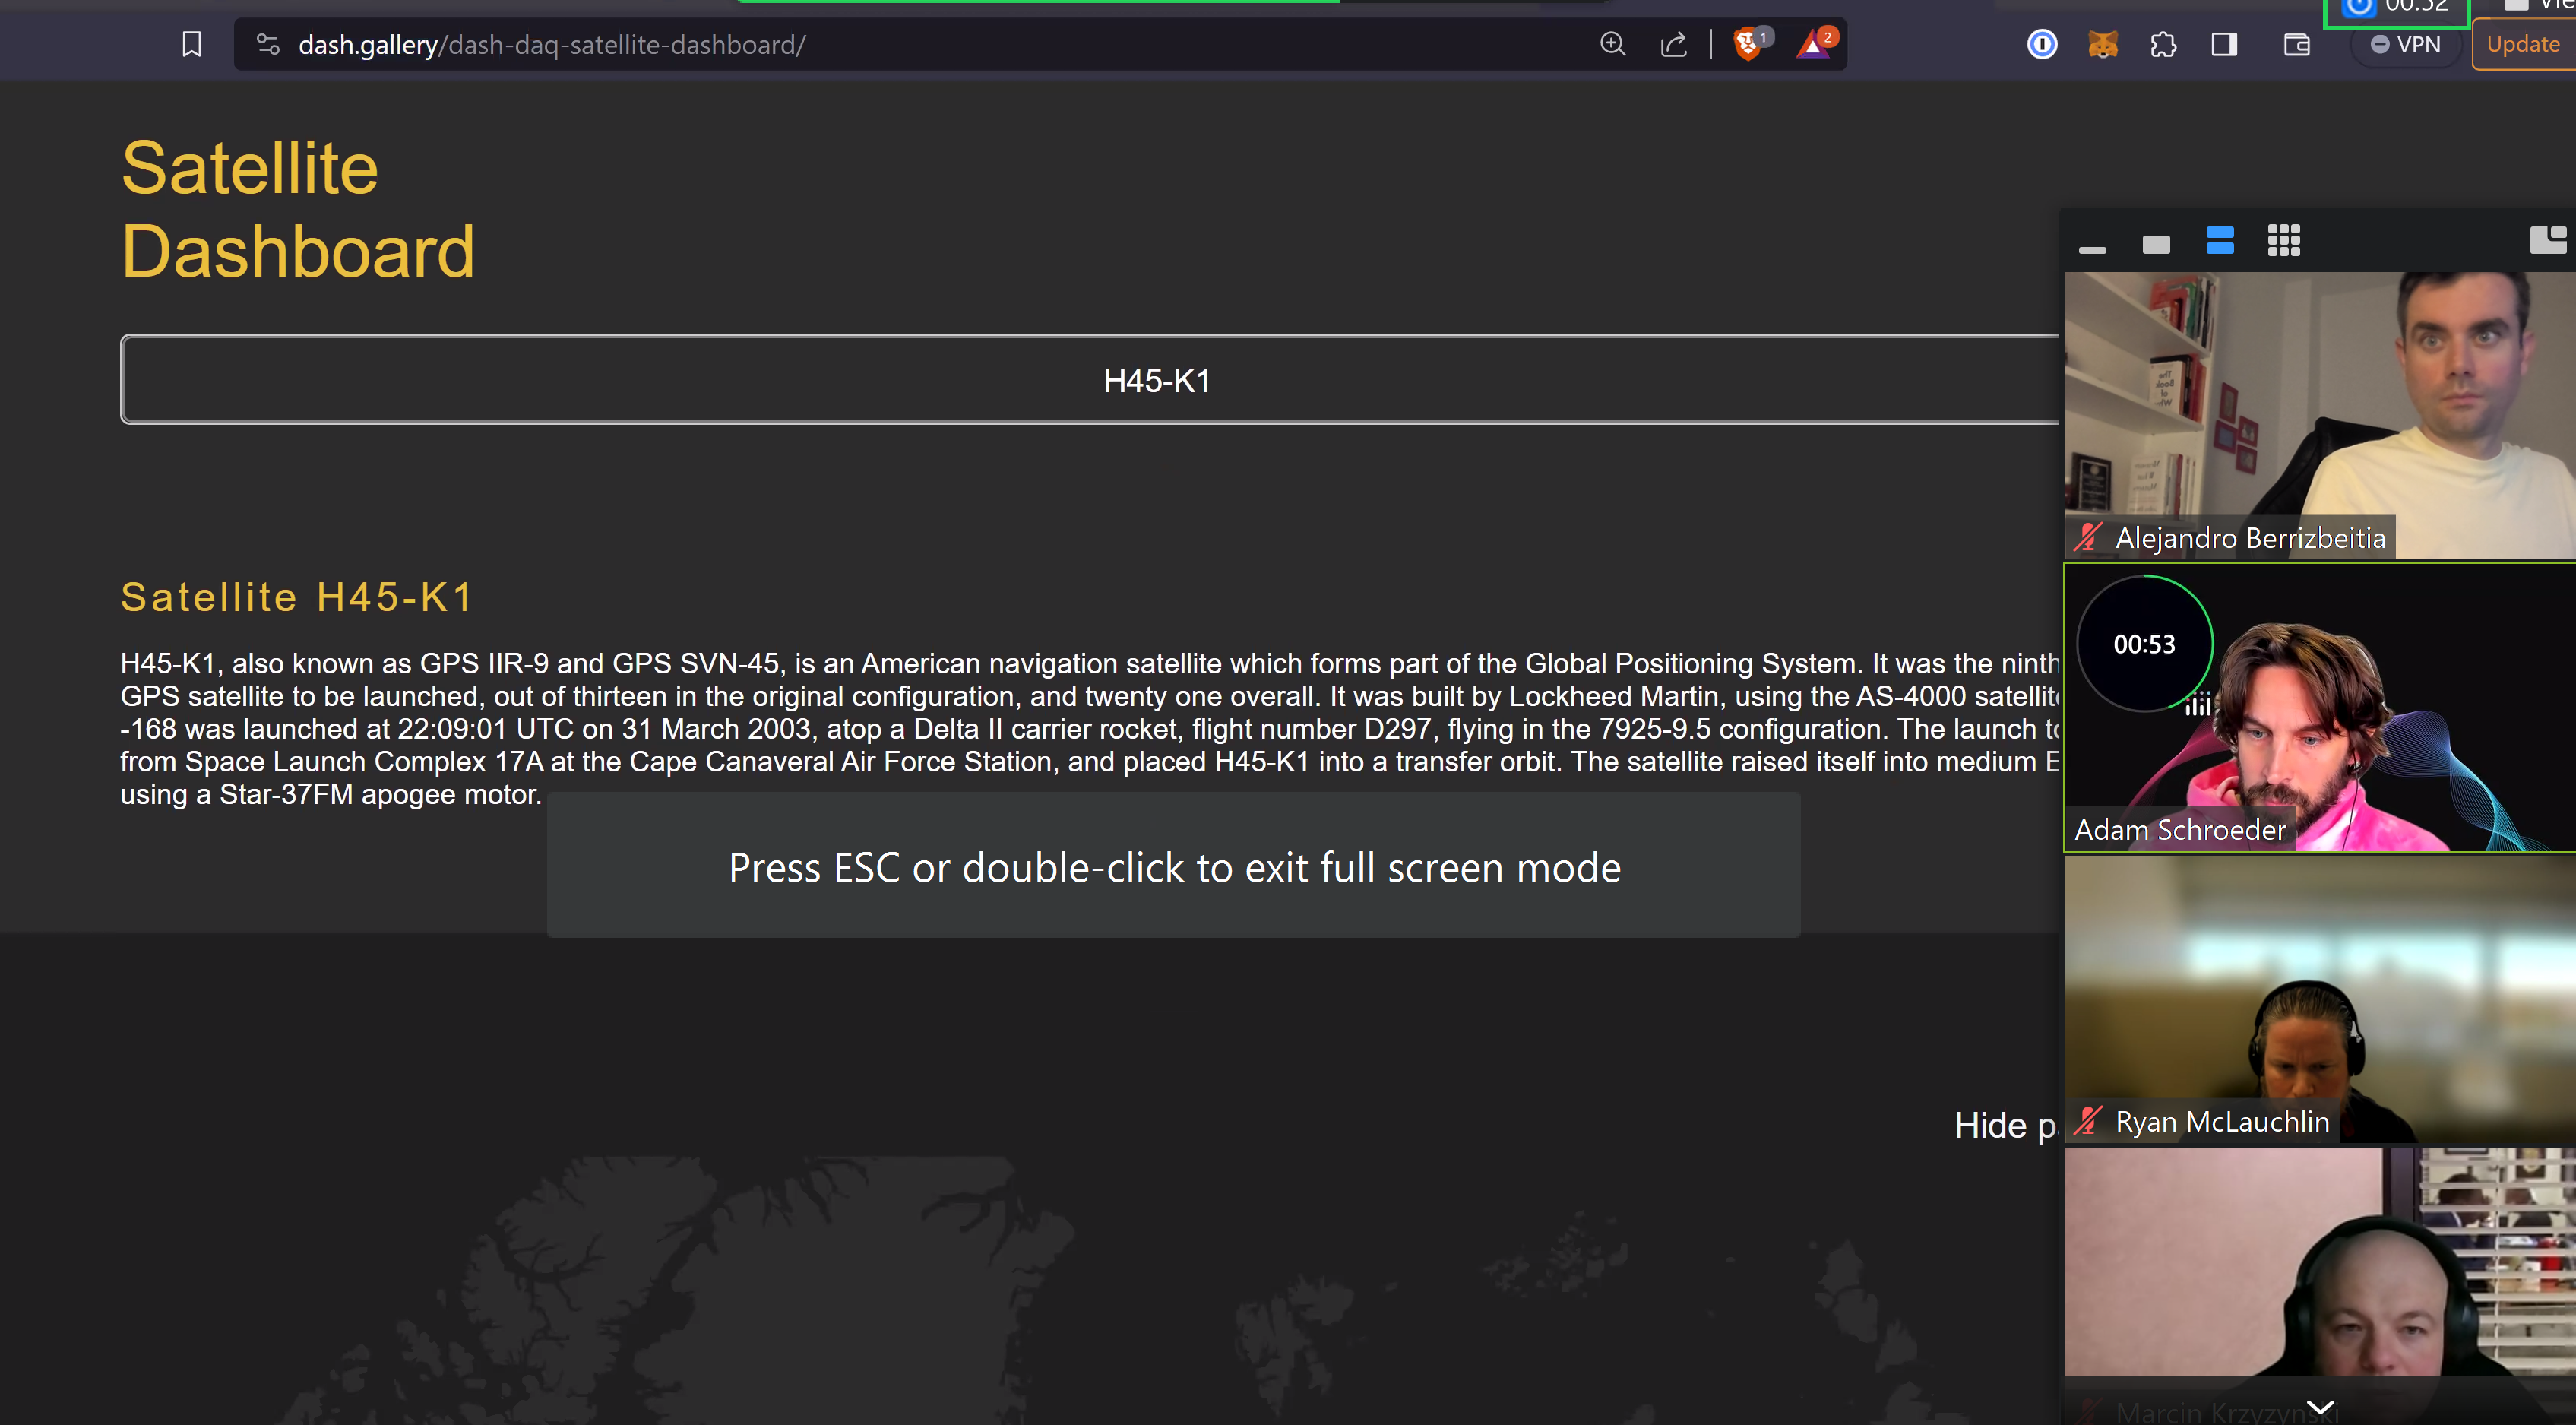 dash.gallery/dash-daq-satellite-dashboard/
1
2
VPN
Update
00:52
Satellite
Dashboard
H45-K1
Satellite H45-K1
H45-K1, also known as GPS IIR-9 and GPS SVN-45, is an American navigation satellite which forms part of the Global Positioning System. It was the ninth
GPS satellite to be launched, out of thirteen in the original configuration, and twenty one overall. It was built by Lockheed Martin, using the AS-4000 satellit
-168 was launched at 22:09:01 UTC on 31 March 2003, atop a Delta II carrier rocket, flight number D297, flying in the 7925-9.5 configuration. The launch to
from Space Launch Complex 17A at the Cape Canaveral Air Force Station, and placed H45-K1 into a transfer orbit. The satellite raised itself into medium E
using a Star-37FM apogee motor.
Press ESC or double-click to exit full screen mode
Hide p
Alejandro Berrizbeitia
00:53
Adam Schroeder
Ryan McLauchlin
Marcin Krzyzynski